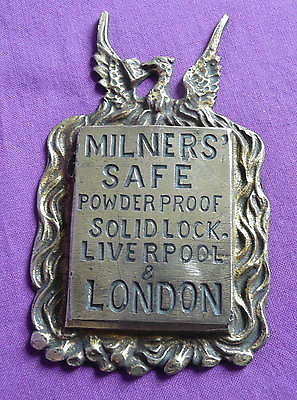 MILNERS'
SAFE
POWDER PROOF
SOLID LOCK.
LIVERPOOL
&
LONDON